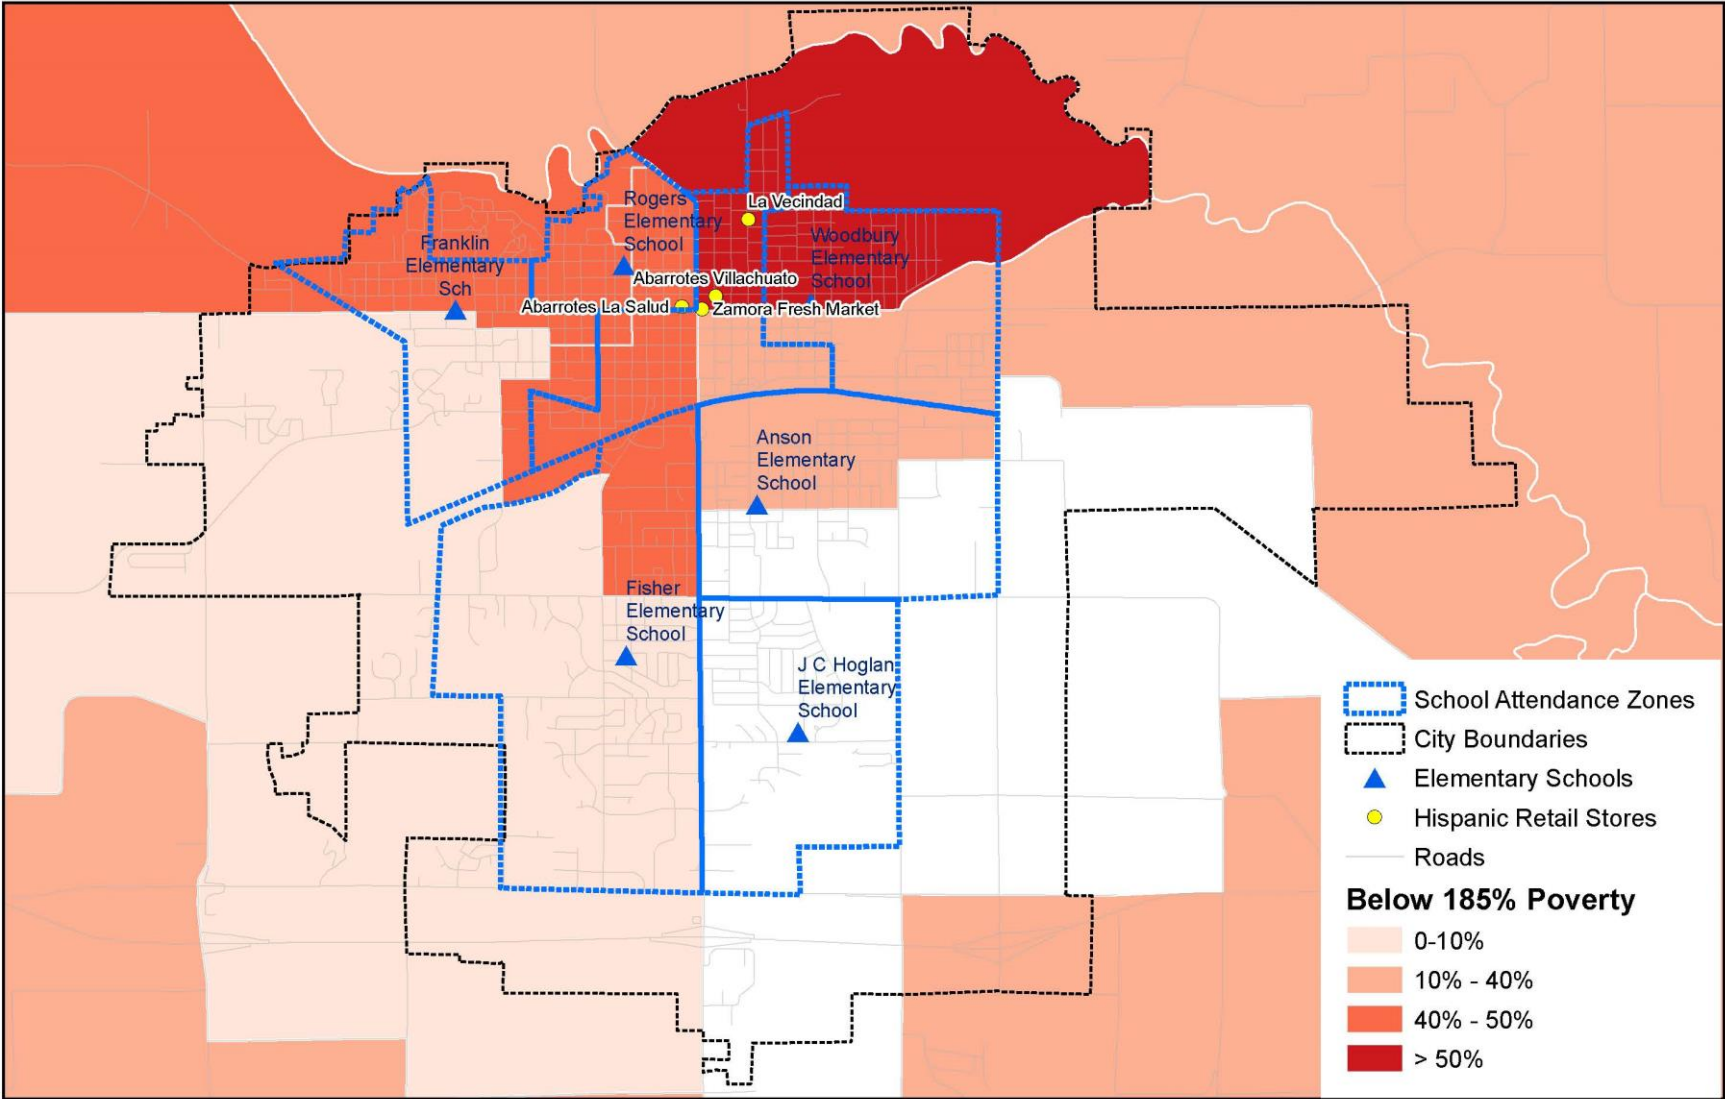 Rogers
Elementary
School
La Vecindad
Woodbury
Elementary
School
Franklin
Elementary
Sch
Abarrotes Villachuato
Abarrotes La Salud
Zamora Fresh Market
Anson
Elementary
School
Fisher
Elementary
School
J C Hoglan
Elementary
School
School Attendance Zones
City Boundaries
Elementary Schools
Hispanic Retail Stores
Roads
Below 185% Poverty
0-10%
10% - 40%
40% - 50%
> 50%